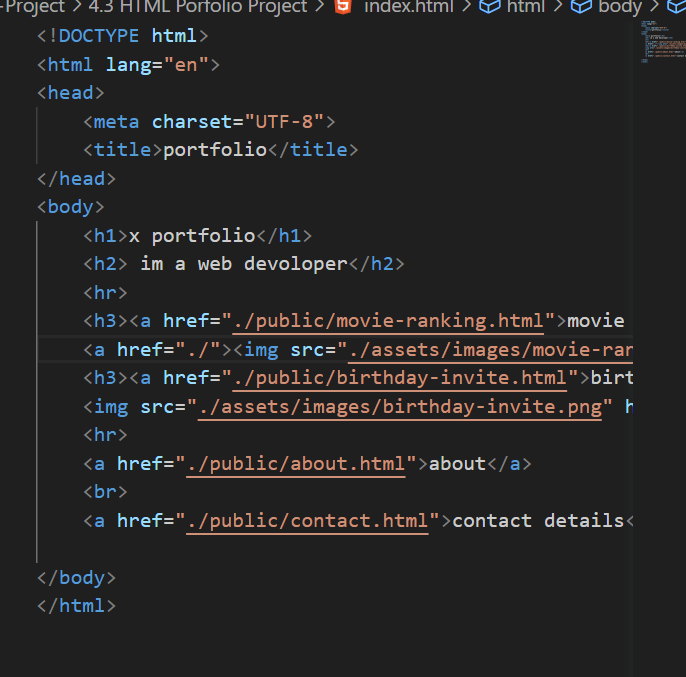 -Project > 4.3 HTML Porfolio Project > index.html > html > body >
<!DOCTYPE html>
<html lang="en">
<head>
<meta charset="UTF-8">
<title>portfolio</title>
</head>
<body>
<h1>x portfolio</h1>
<h2> im a web devoloper</h2>
<hr>
<h3><a href="./public/movie-ranking.html">movie
<a href="./"><img src="./assets/images/movie-ran
<h3><a href="./public/birthday-invite.html">birt
<img src="./assets/images/birthday-invite.png" h
<hr>
<a href="./public/about.html">about</a>
<br>
<a href="./public/contact.html">contact details<
</body>
</html>